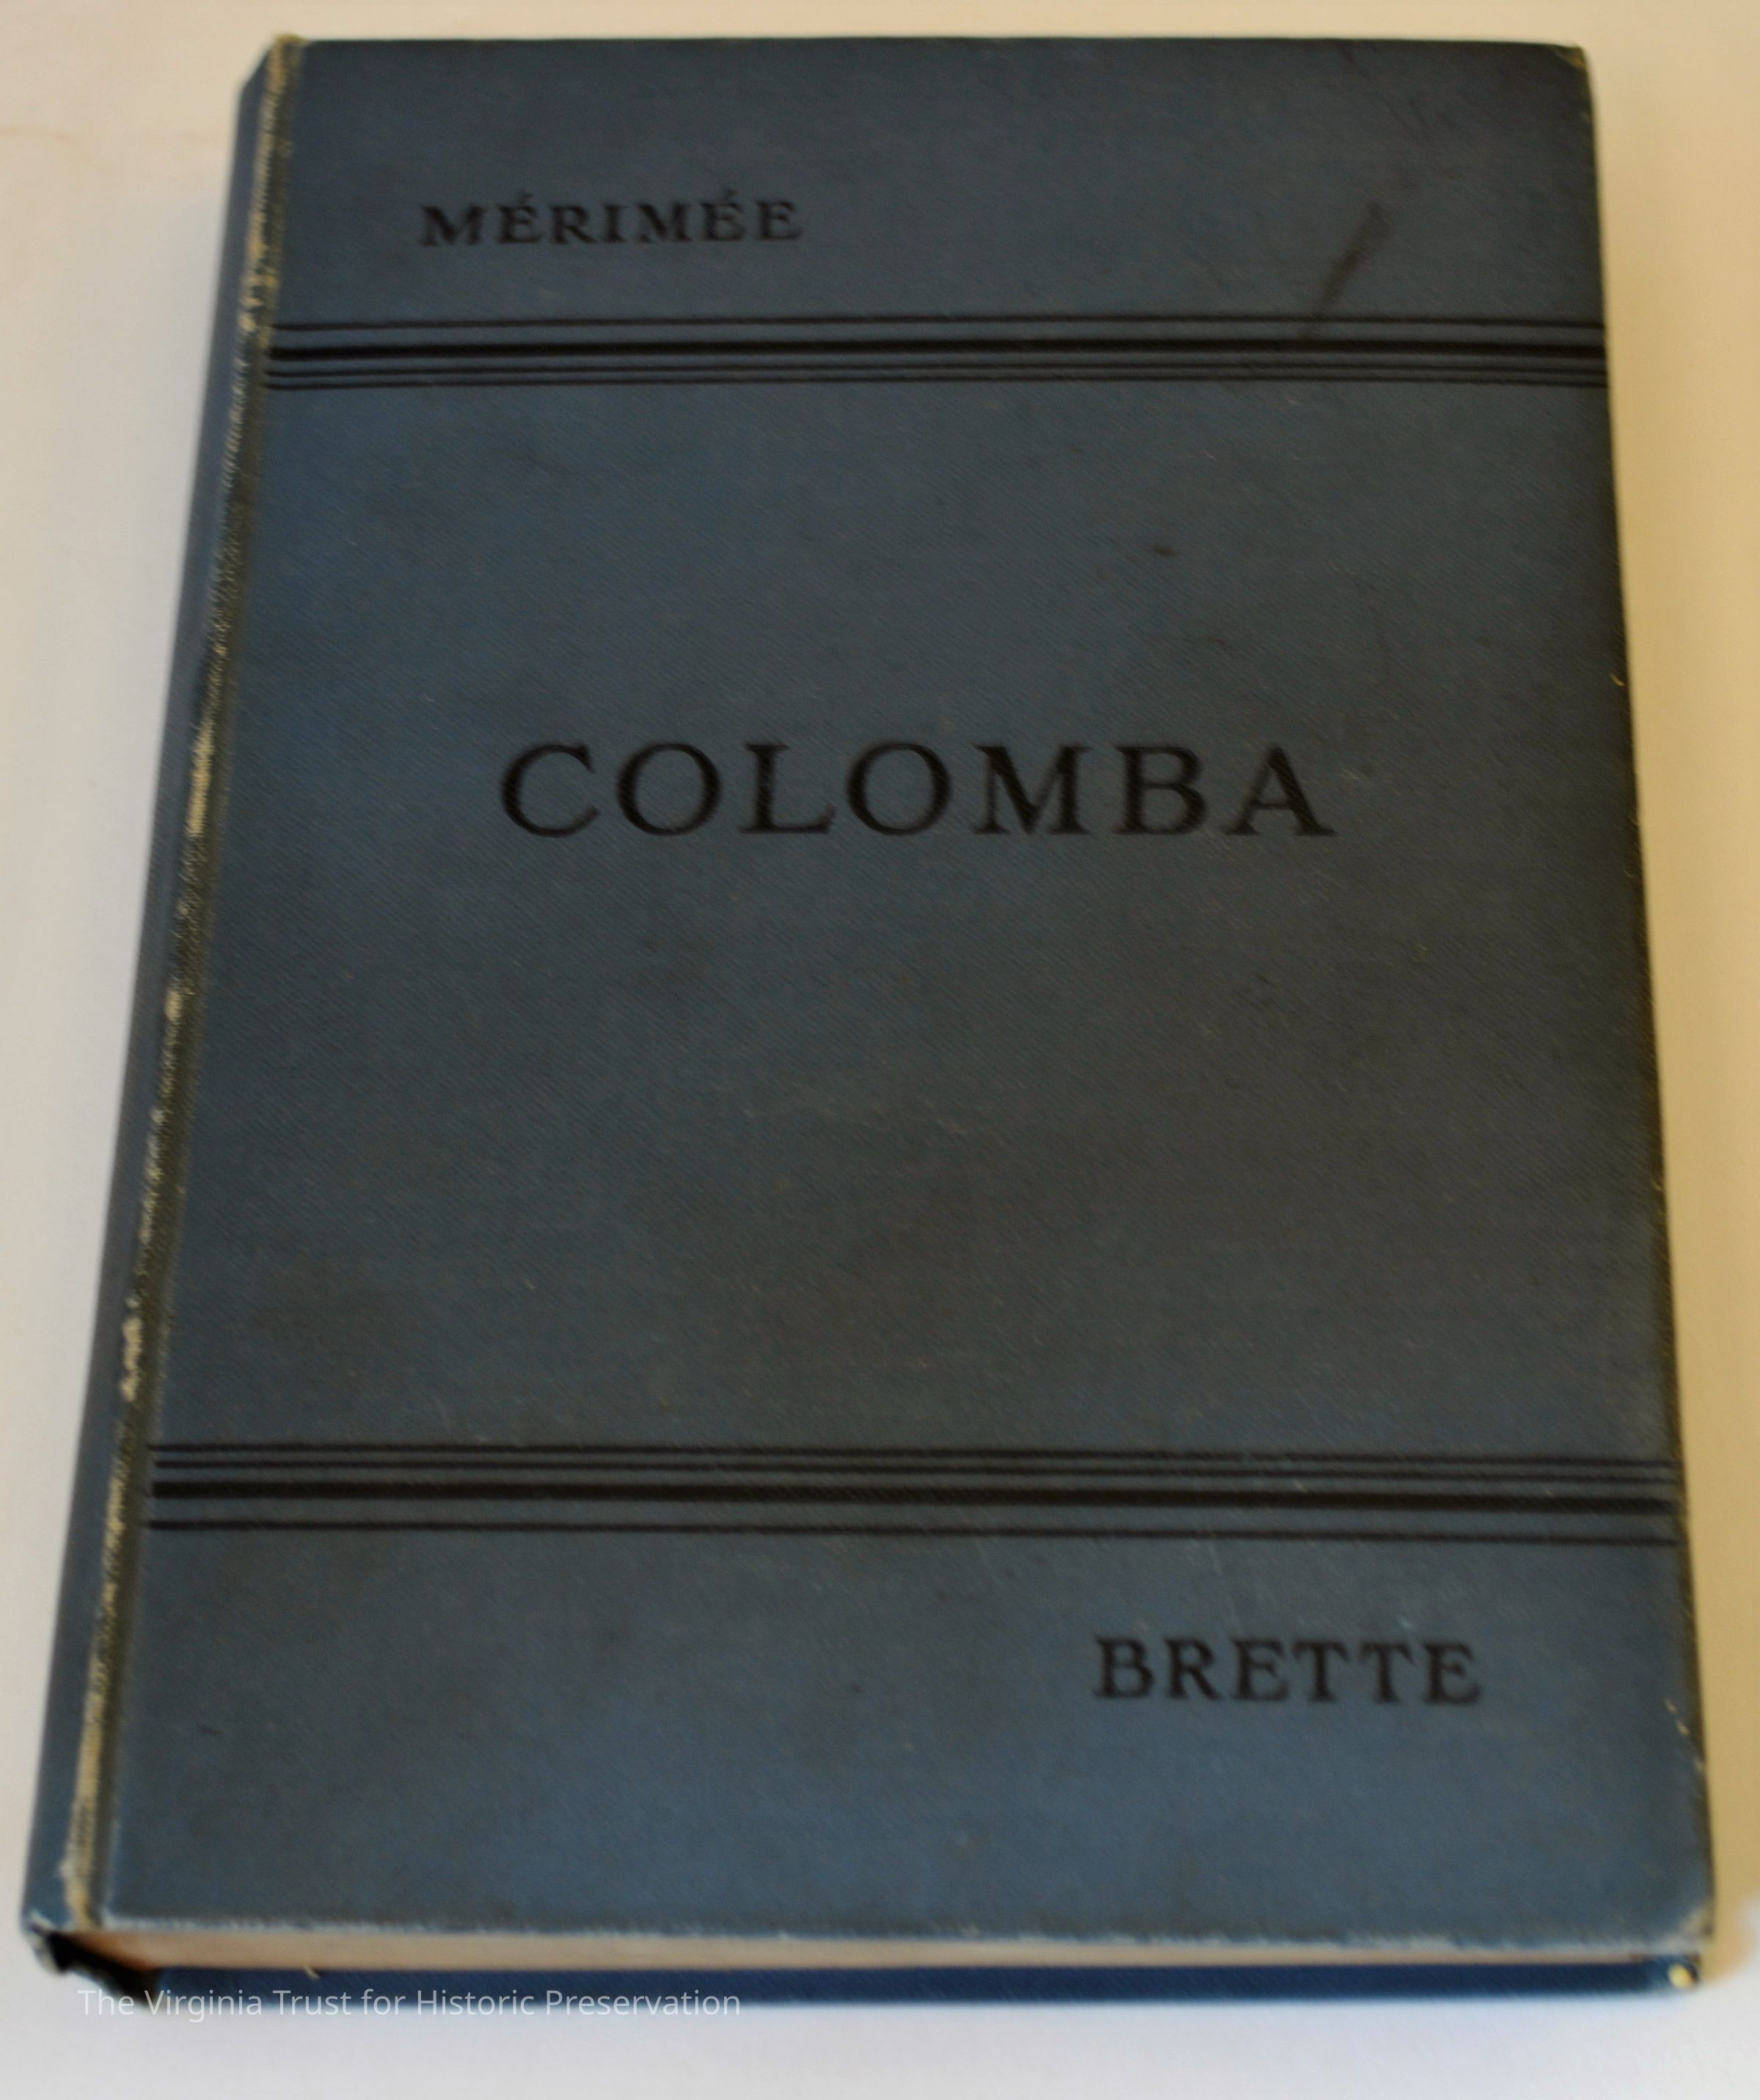 MÉRIMÉE
COLOMBA
BRETTE
The Virginia Trust for Historic Preservation